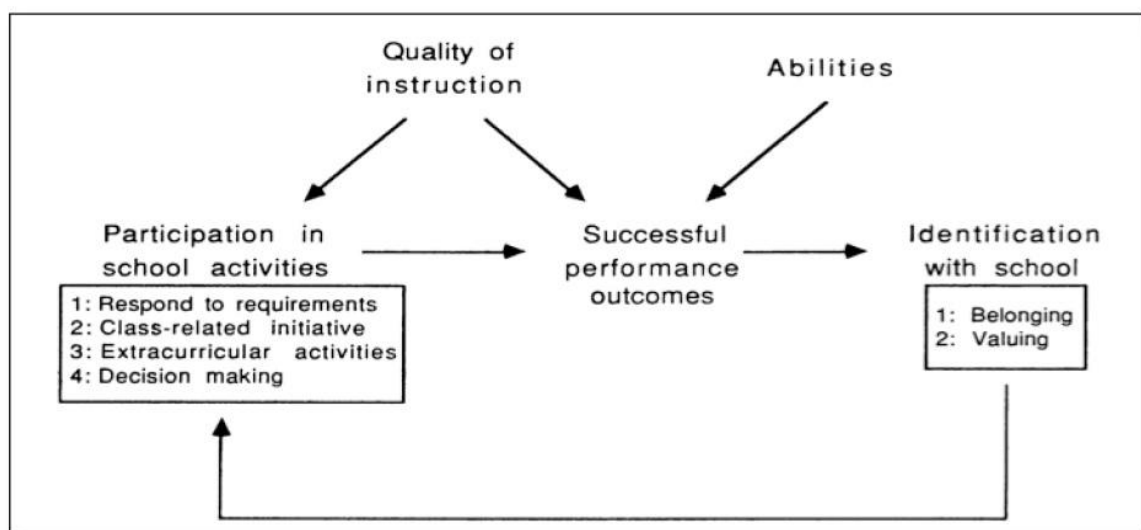 Quality of
instruction
Abilities
Participation in
school activities
1: Respond to requirements
2: Class-related initiative
3: Extracurricular activities
4: Decision making
Successful
performance
outcomes
Identification
with school
1: Belonging
2: Valuing